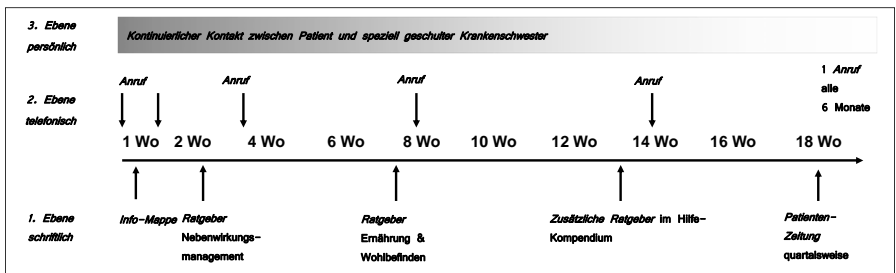 3. Ebene
persönlich
Kontinuierlicher Kontakt zwischen Patient und speziell geschulter Krankenschwester
2. Ebene
telefonisch
Anruf
Anruf
Anruf
Anruf
1 Anruf
alle
6 Monate
1 Wo 2 Wo 4 Wo 6 Wo 8 Wo 10 Wo 12 Wo 14 Wo 16 Wo 18 Wo
1. Ebene
schriftlich
Info-Mappe
Ratgeber
Nebenwirkungs-
management
Ratgeber
Ernährung &
Wohlbefinden
Zusätzliche Ratgeber im Hilfe-
Kompendium
Patienten-
Zeitung
quartalsweise